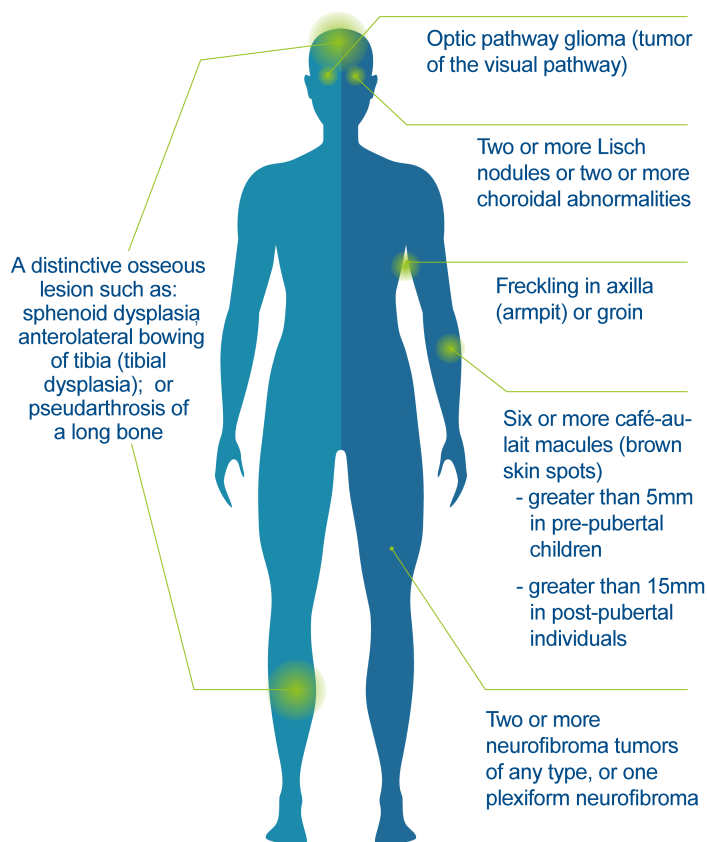 Optic pathway glioma (tumor
of the visual pathway)
Two or more Lisch
nodules or two or more
choroidal abnormalities
Freckling in axilla
(armpit) or groin
A distinctive osseous
lesion such as:
sphenoid dysplasia,
anterolateral bowing
of tibia (tibial
dysplasia); or
pseudarthrosis of
a long bone
Six or more café-au-
lait macules (brown
skin spots)
- greater than 5mm
in pre-pubertal
children
- greater than 15mm
in post-pubertal
individuals
Two or more
neurofibroma tumors
of any type, or one
plexiform neurofibroma